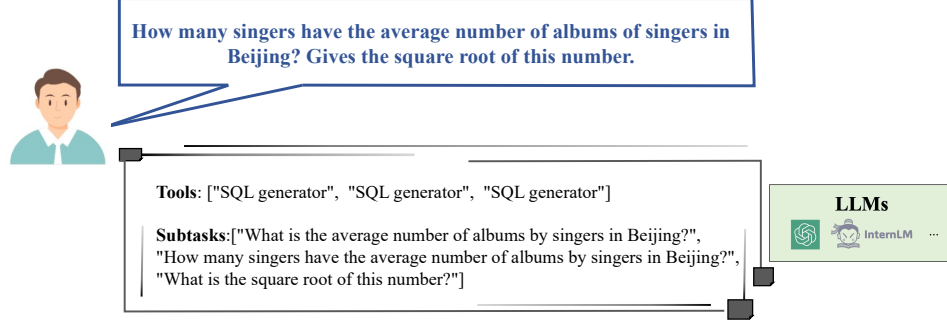 How many singers have the average number of albums of singers in
Beijing? Gives the square root of this number.
Tools: ["SQL generator", "SQL generator", "SQL generator"]
LLMs
Subtasks:["What is the average number of albums by singers in Beijing?",
"How many singers have the average number of albums by singers in Beijing?",
"What is the square root of this number?"]
InternLM
...